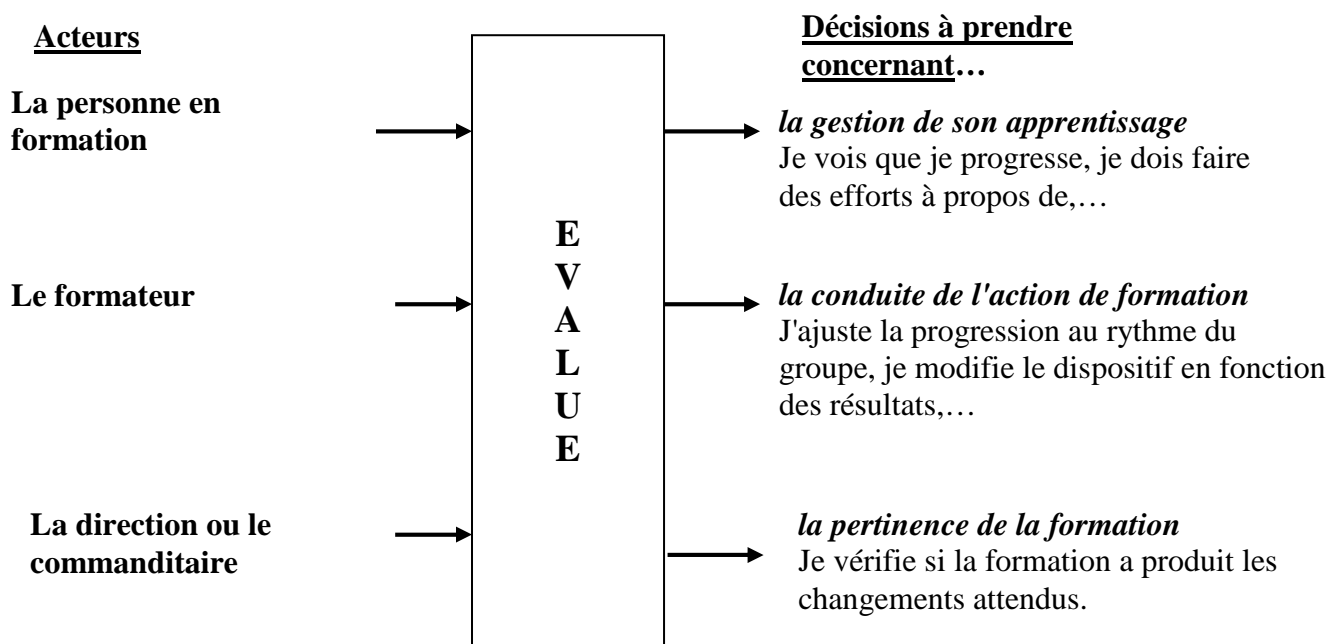 Acteurs
Décisions à prendre
concernant…
La personne en
formation
la gestion de son apprentissage
Je vois que je progresse, je dois faire
des efforts à propos de,…
E
V
A
L
U
E
Le formateur
la conduite de l'action de formation
J'ajuste la progression au rythme du
groupe, je modifie le dispositif en fonction
des résultats,…
La direction ou le
commanditaire
la pertinence de la formation
Je vérifie si la formation a produit les
changements attendus.